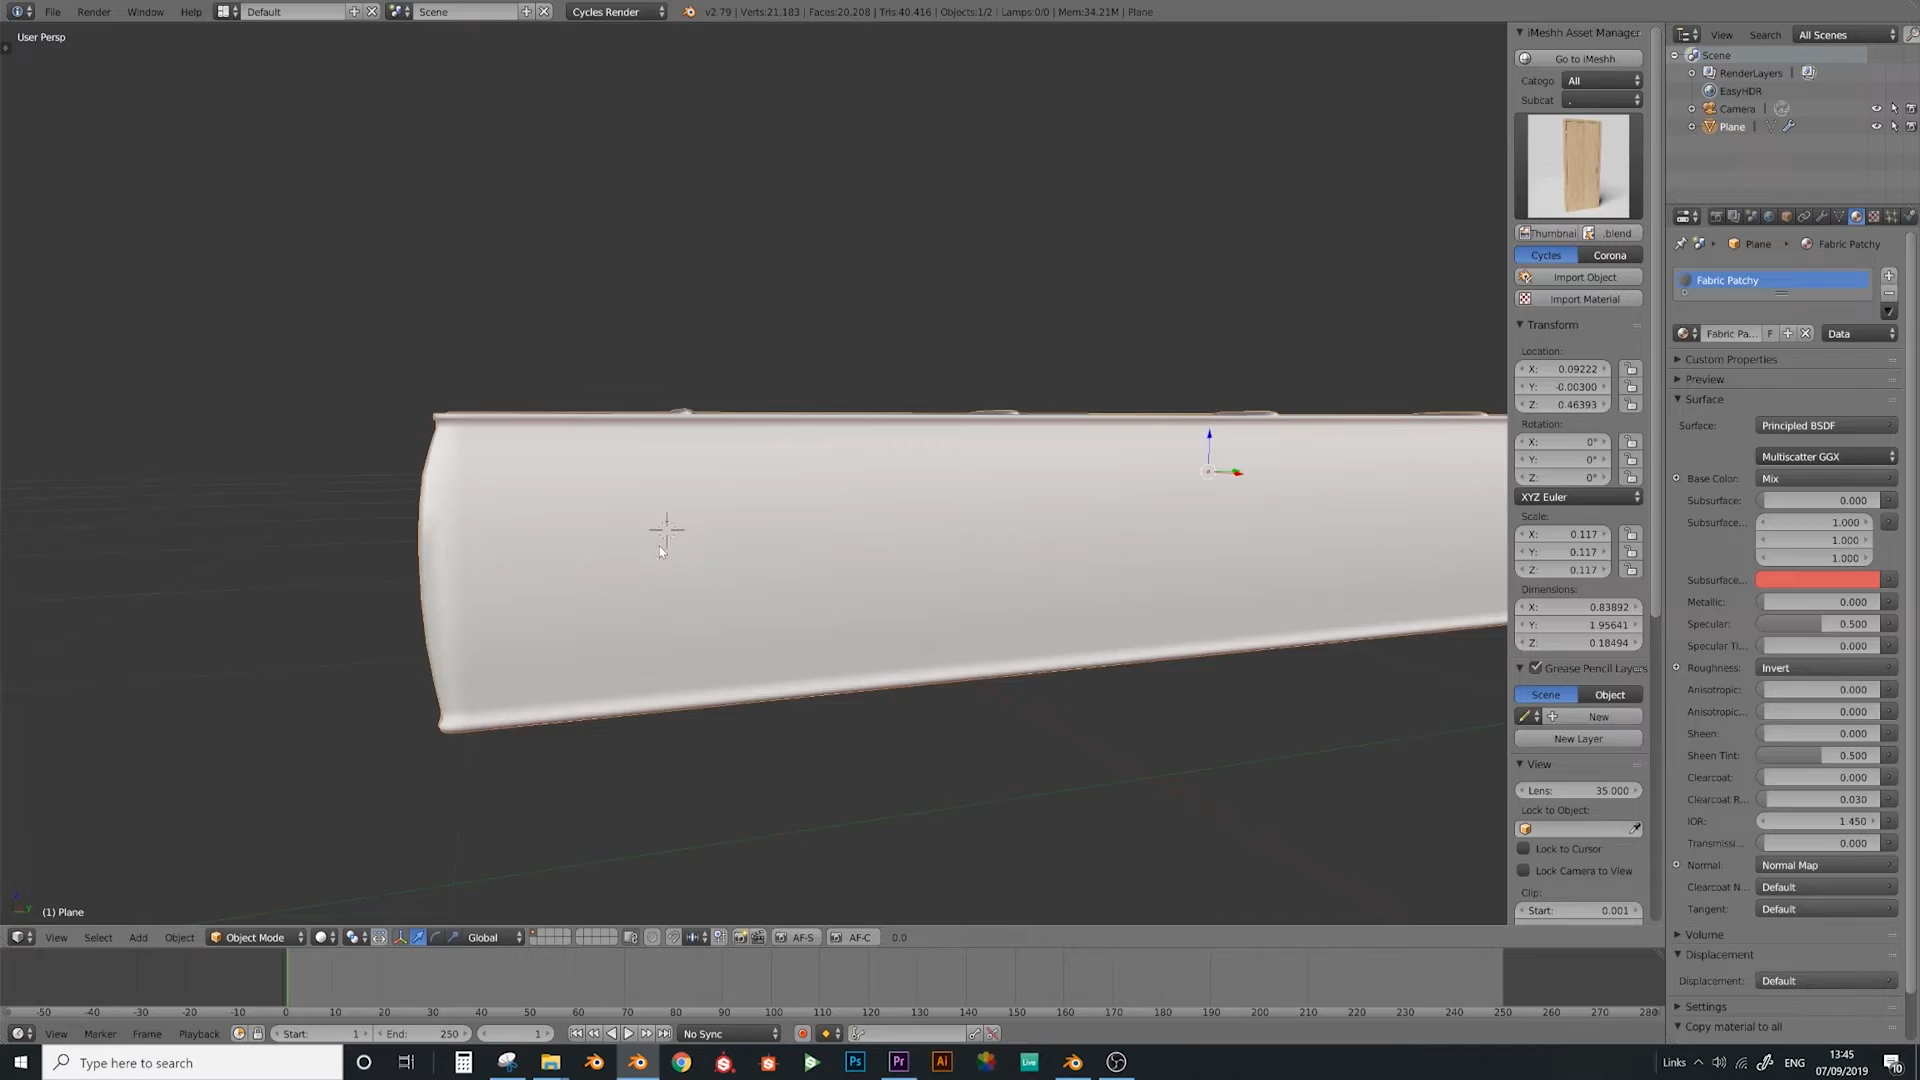 File Render Window Help Default Scene Cycles Render v2.79 | Verts:21,183 | Faces:20,208 | Tris:40,416 | Objects:1/2 | Lamps:0/0 | Mem:34.21M | Plane
User Persp
(1) Plane
iMeshh Asset Manager
Go to iMeshh
Catego All
Subcat .
Thumbnai .blend
Cycles Corona
Import Object
Import Material
Transform
Location:
X: 0.09222
Y: -0.00300
Z: 0.46393
Rotation:
X: 0°
Y: 0°
Z: 0°
XYZ Euler
Scale:
X: 0.117
Y: 0.117
Z: 0.117
Dimensions:
X: 0.83892
Y: 1.95641
Z: 0.18494
Grease Pencil Layers
Scene Object
New
New Layer
View
Lens: 35.000
Lock to Object:
Lock to Cursor
Lock Camera to View
Clip:
Start: 0.001
View Search All Scenes
Scene
RenderLayers
EasyHDR
Camera
Plane
Plane Fabric Patchy
Fabric Patchy
Fabric Pa... F Data
Custom Properties
Preview
Surface
Surface: Principled BSDF
Multiscatter GGX
Base Color: Mix
Subsurface: 0.000
Subsurface... 1.000
1.000
1.000
Subsurface...
Metallic: 0.000
Specular: 0.500
Specular Ti... 0.000
Roughness: Invert
Anisotropic: 0.000
Anisotropic... 0.000
Sheen: 0.000
Sheen Tint: 0.500
Clearcoat: 0.000
Clearcoat R... 0.030
IOR: 1.450
Transmissi... 0.000
Normal: Normal Map
Clearcoat N... Default
Tangent: Default
Volume
Displacement
Displacement: Default
Settings
Copy material to all
View Select Add Object Object Mode Global AF-S AF-C 0.0
-50 -40 -30 -20 -10 0 10 20 30 40 50 60 70 80 90 100 110 120 130 140 150 160 170 180 190 200 210 220 230 240 250 260 270 280
View Marker Frame Playback Start: 1 End: 250 1 No Sync
Type here to search Ps Pr Ai Live Links ENG 13:45
07/09/2019 10